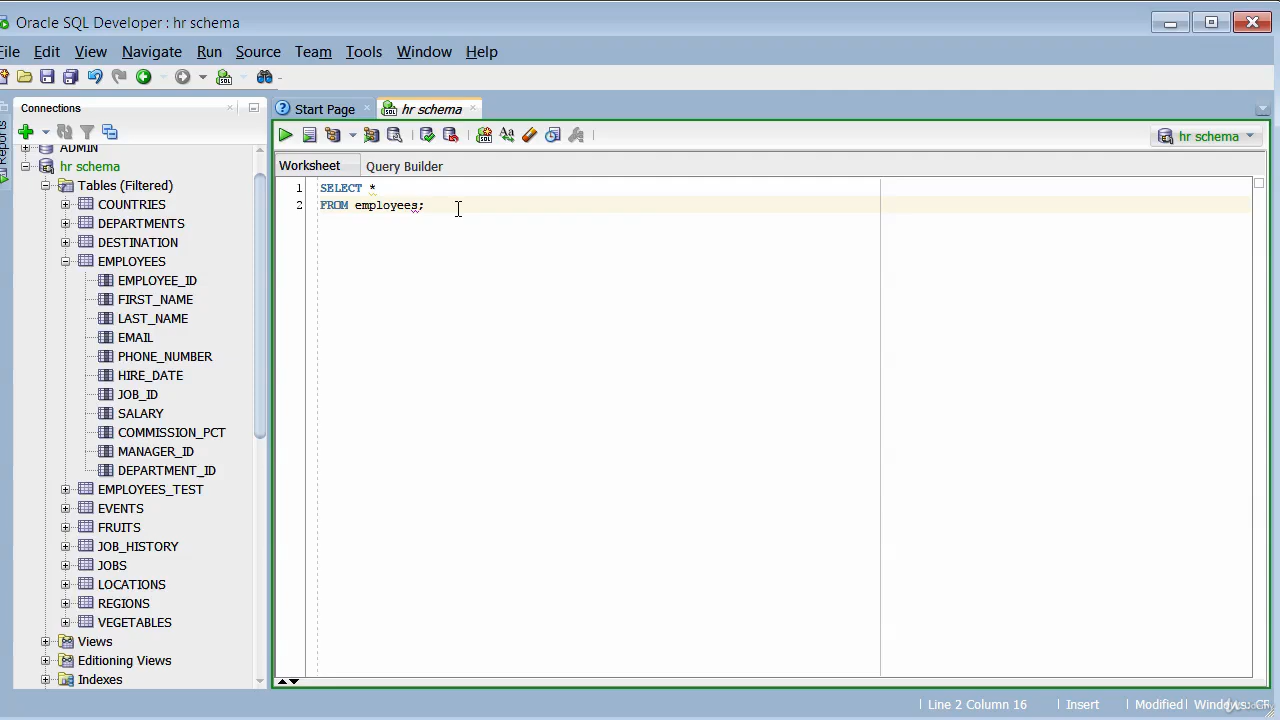 Oracle SQL Developer : hr schema
File Edit View Navigate Run Source Team Tools Window Help
Connections
Start Page
hr schema
Reports
hr schema
ADMIN
hr schema
Tables (Filtered)
COUNTRIES
DEPARTMENTS
DESTINATION
EMPLOYEES
EMPLOYEE_ID
FIRST_NAME
LAST_NAME
EMAIL
PHONE_NUMBER
HIRE_DATE
JOB_ID
SALARY
COMMISSION_PCT
MANAGER_ID
DEPARTMENT_ID
EMPLOYEES_TEST
EVENTS
FRUITS
JOB_HISTORY
JOBS
LOCATIONS
REGIONS
VEGETABLES
Views
Editioning Views
Indexes
Worksheet Query Builder
1 SELECT *
2 FROM employees;
Line 2 Column 16 Insert Modified Windows: CR